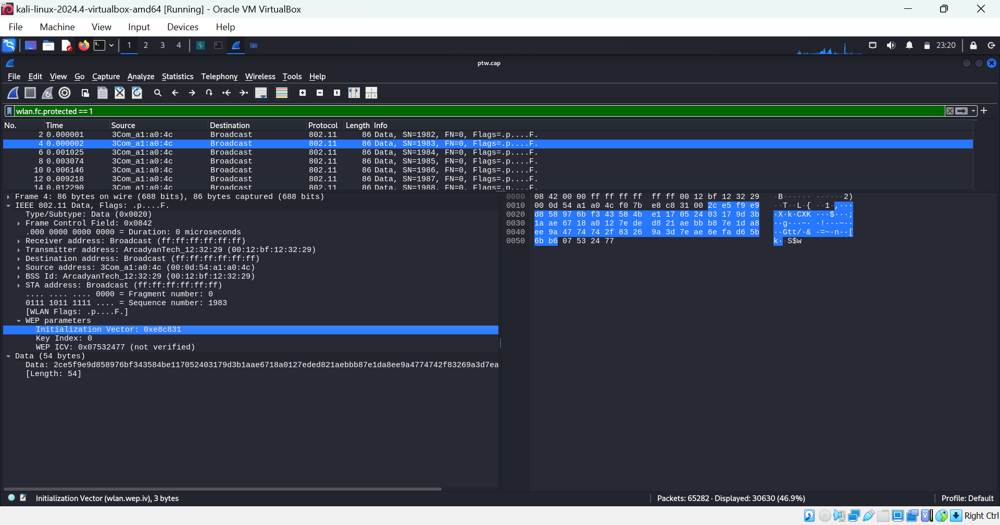 kali-linux-2024.4-virtualbox-amd64 [Running] - Oracle VM VirtualBox
File Machine View Input Devices Help
1 2 3 4 23:20
ptw.cap
File Edit View Go Capture Analyze Statistics Telephony Wireless Tools Help
wlan.fc.protected == 1
No. Time Source Destination Protocol Length Info
2 0.000001 3Com_a1:a0:4c Broadcast 802.11 86 Data, SN=1982, FN=0, Flags=.p....F.
4 0.000002 3Com_a1:a0:4c Broadcast 802.11 86 Data, SN=1983, FN=0, Flags=.p....F.
6 0.001025 3Com_a1:a0:4c Broadcast 802.11 86 Data, SN=1984, FN=0, Flags=.p....F.
8 0.003074 3Com_a1:a0:4c Broadcast 802.11 86 Data, SN=1985, FN=0, Flags=.p....F.
10 0.006146 3Com_a1:a0:4c Broadcast 802.11 86 Data, SN=1986, FN=0, Flags=.p....F.
12 0.009218 3Com_a1:a0:4c Broadcast 802.11 86 Data, SN=1987, FN=0, Flags=.p....F.
14 0.012290 3Com_a1:a0:4c Broadcast 802.11 86 Data, SN=1988, FN=0, Flags=.p....F.
Frame 4: 86 bytes on wire (688 bits), 86 bytes captured (688 bits)
IEEE 802.11 Data, Flags: .p....F.
Type/Subtype: Data (0x0020)
Frame Control Field: 0x0842
.000 0000 0000 0000 = Duration: 0 microseconds
Receiver address: Broadcast (ff:ff:ff:ff:ff:ff)
Transmitter address: ArcadyanTech_12:32:29 (00:12:bf:12:32:29)
Destination address: Broadcast (ff:ff:ff:ff:ff:ff)
Source address: 3Com_a1:a0:4c (00:0d:54:a1:a0:4c)
BSS Id: ArcadyanTech_12:32:29 (00:12:bf:12:32:29)
STA address: Broadcast (ff:ff:ff:ff:ff:ff)
.... .... .... 0000 = Fragment number: 0
0111 1011 1111 .... = Sequence number: 1983
[WLAN Flags: .p....F.]
WEP parameters
Initialization Vector: 0xe8c831
Key Index: 0
WEP ICV: 0x07532477 (not verified)
Data (54 bytes)
Data: 2ce5f9e9d858976bf343584be117052403179d3b1aae6718a0127eded821aebbb87e1da8ee9a4774742f83269a3d7ea
[Length: 54]
0000 08 42 00 00 ff ff ff ff ff ff 00 12 bf 12 32 29 ·B······ ······2)
0010 00 0d 54 a1 a0 4c f0 7b e8 c8 31 00 2c e5 f9 e9 ··T··L·{ ··1·,···
0020 d8 58 97 6b f3 43 58 4b e1 17 05 24 03 17 9d 3b ·X·k·CXK ···$···;
0030 1a ae 67 18 a0 12 7e de d8 21 ae bb b8 7e 1d a8 ··g···~· ·!···~··
0040 ee 9a 47 74 74 2f 83 26 9a 3d 7e ae 6e fa d6 5b ··Gtt/·& ·=~·n··[
0050 6b b6 07 53 24 77 k··S$w
Initialization Vector (wlan.wep.iv), 3 bytes
Packets: 65282 · Displayed: 30630 (46.9%)
Profile: Default
Right Ctrl